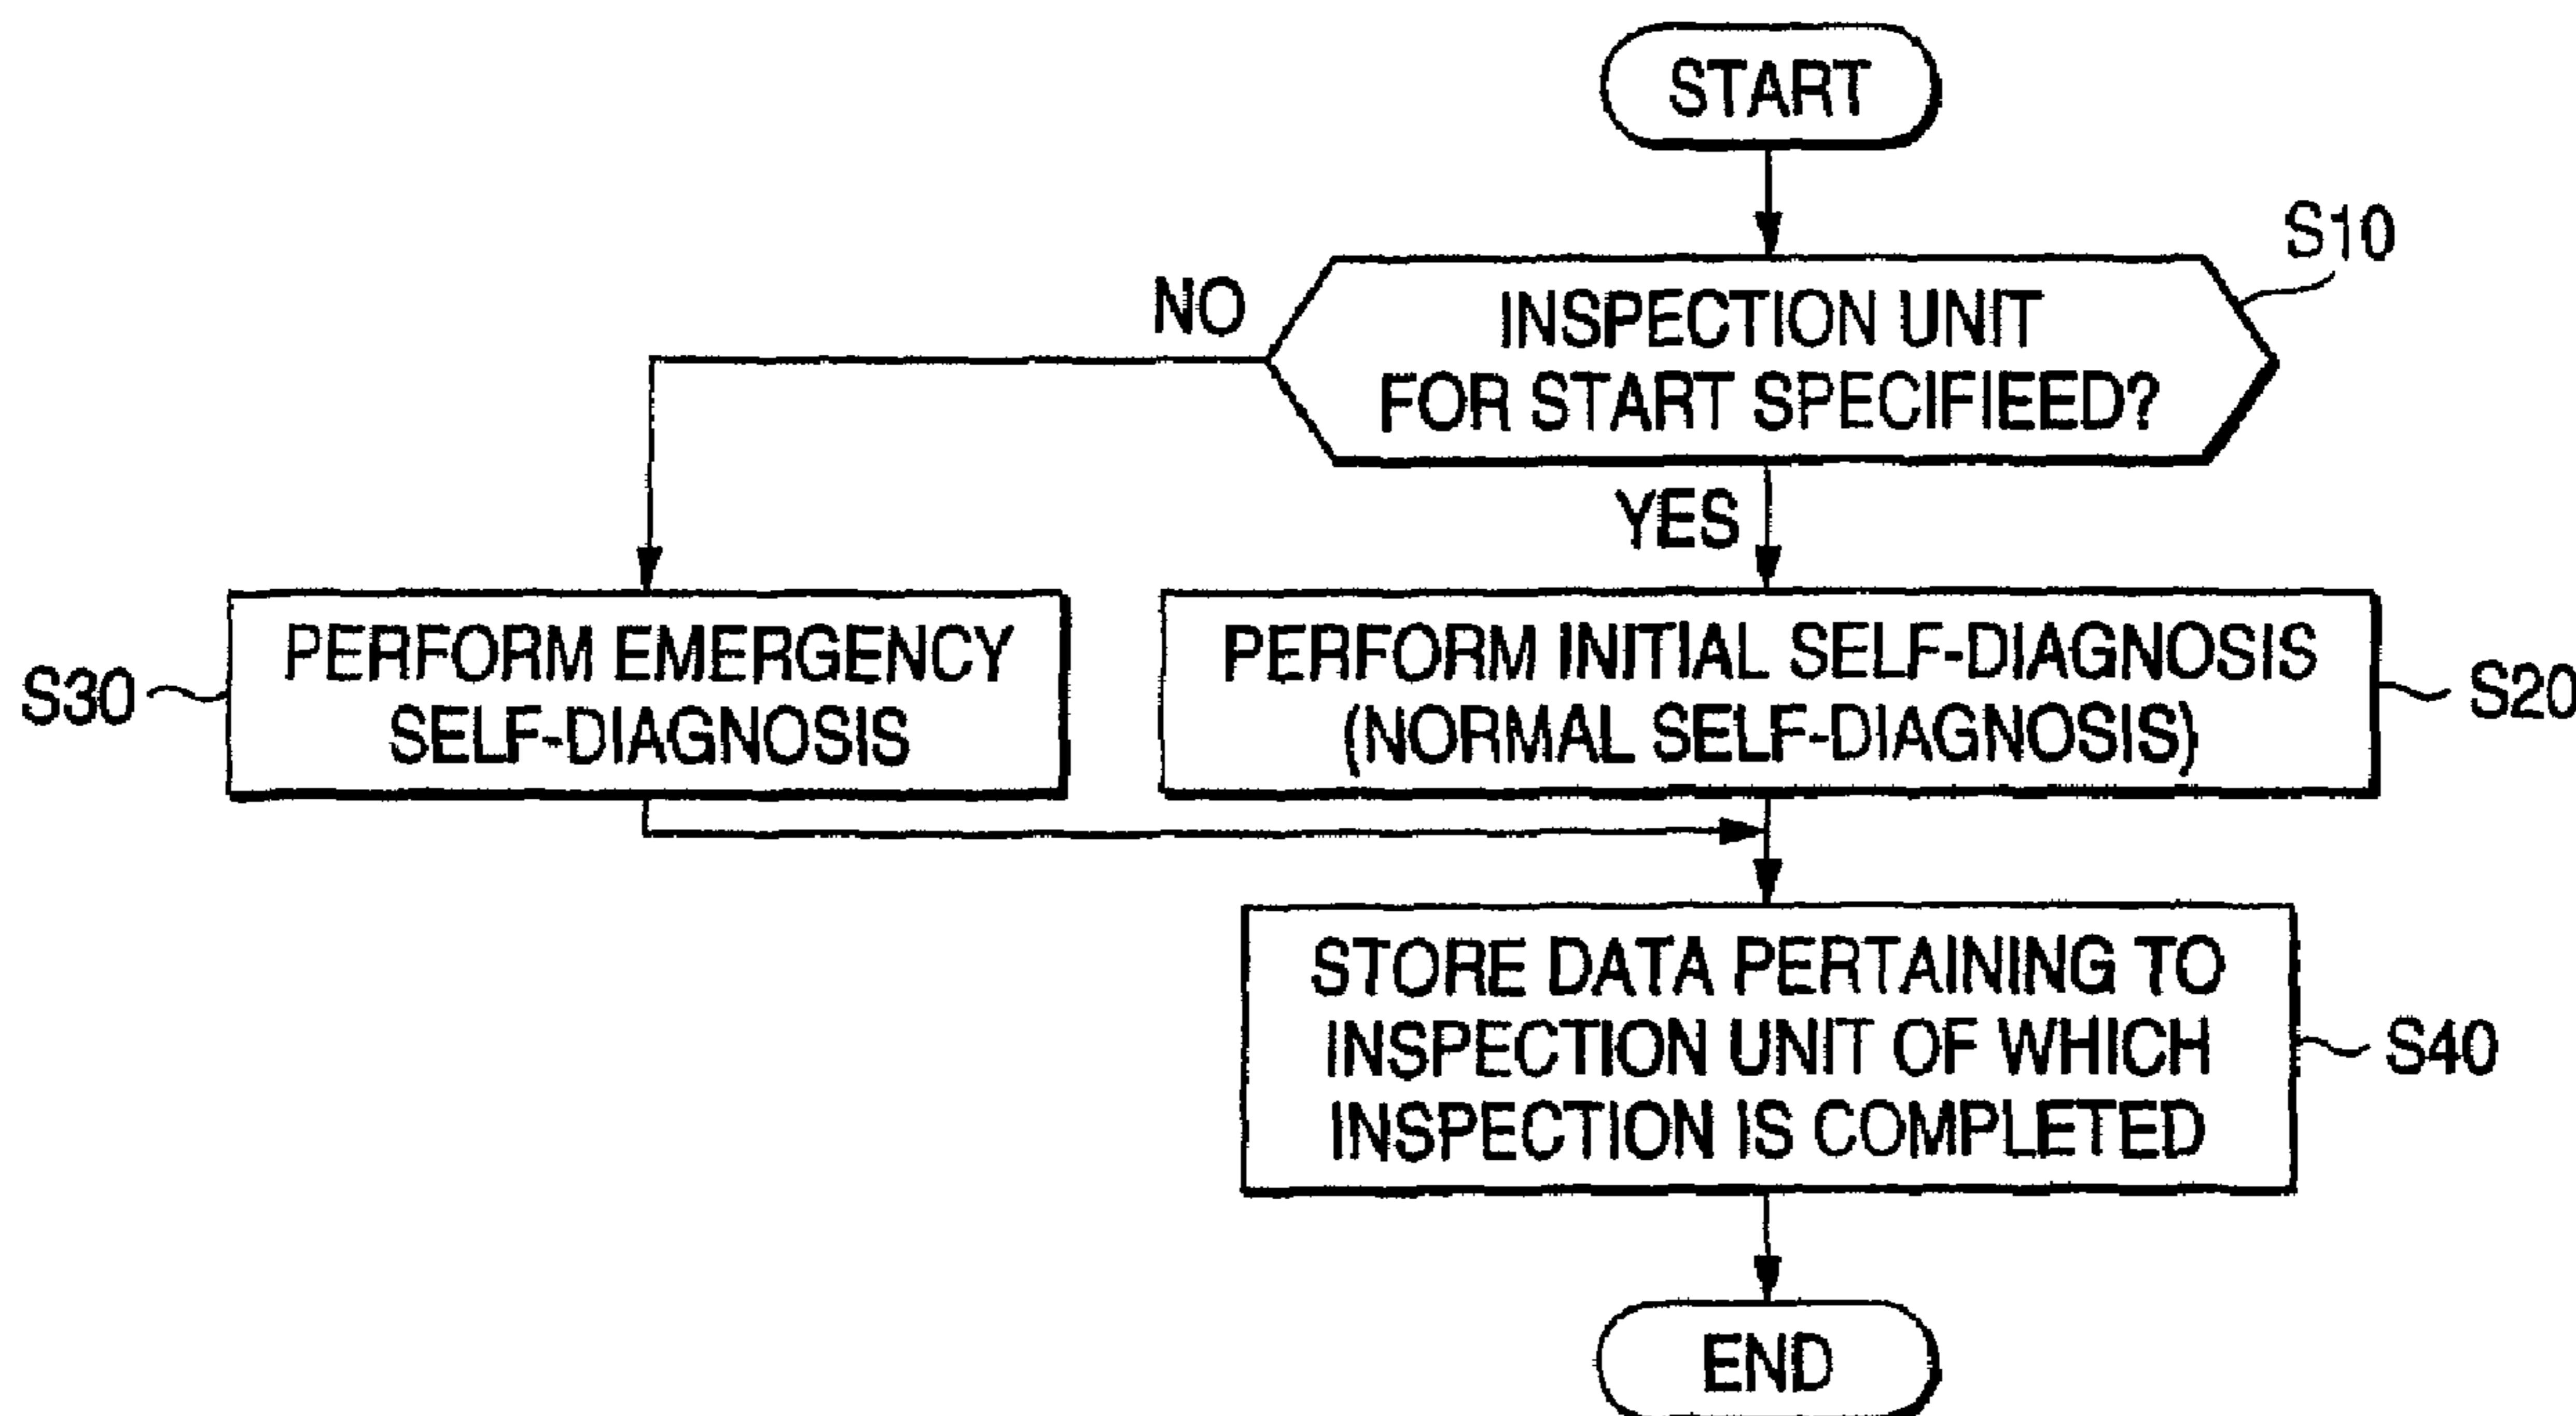 START
S10
NO
INSPECTION UNIT
FOR START SPECIFIEED?
YES
S30
PERFORM EMERGENCY
SELF-DIAGNOSIS
PERFORM INITIAL SELF-DIAGNOSIS
(NORMAL SELF-DIAGNOSIS)
S20
STORE DATA PERTAINING TO
INSPECTION UNIT OF WHICH
INSPECTION IS COMPLETED
S40
END